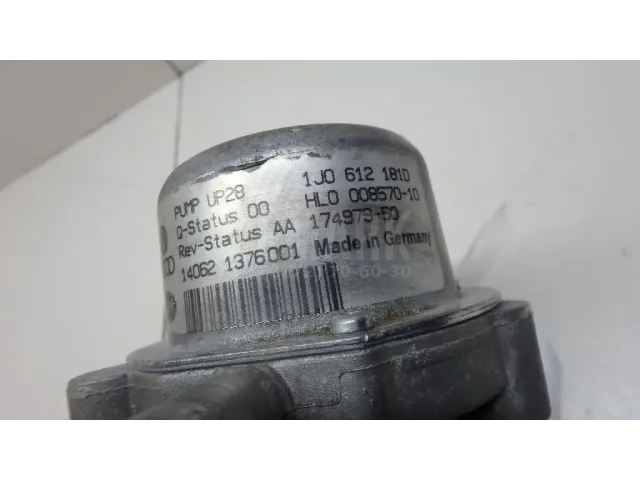 PUMP UP28 1J0 612 181D
Q-Status 00 HLO 008570-10
Rev-Status AA 174973-50
14062 1376001 Made in Germany